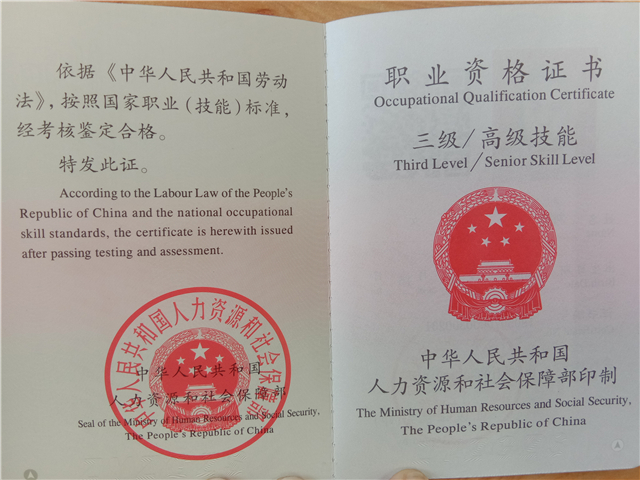 依据《中华人民共和国劳动
法》，按照国家职业（技能）标准，
经考核鉴定合格。
特发此证。
According to the Labour Law of the People's
Republic of China and the national occupational
skill standards, the certificate is herewith issued
after passing testing and assessment.
中华人民共和国人力资源和社会保障部
中华人民共和国
人力资源和社会保障部
Seal of the Ministry of Human Resources and Social Security,
The People's Republic of China
职业资格证书
Occupational Qualification Certificate
三级/高级技能
Third Level/Senior Skill Level
中华人民共和国
人力资源和社会保障部印制
The Ministry of Human Resources and Social Security,
The People's Republic of China